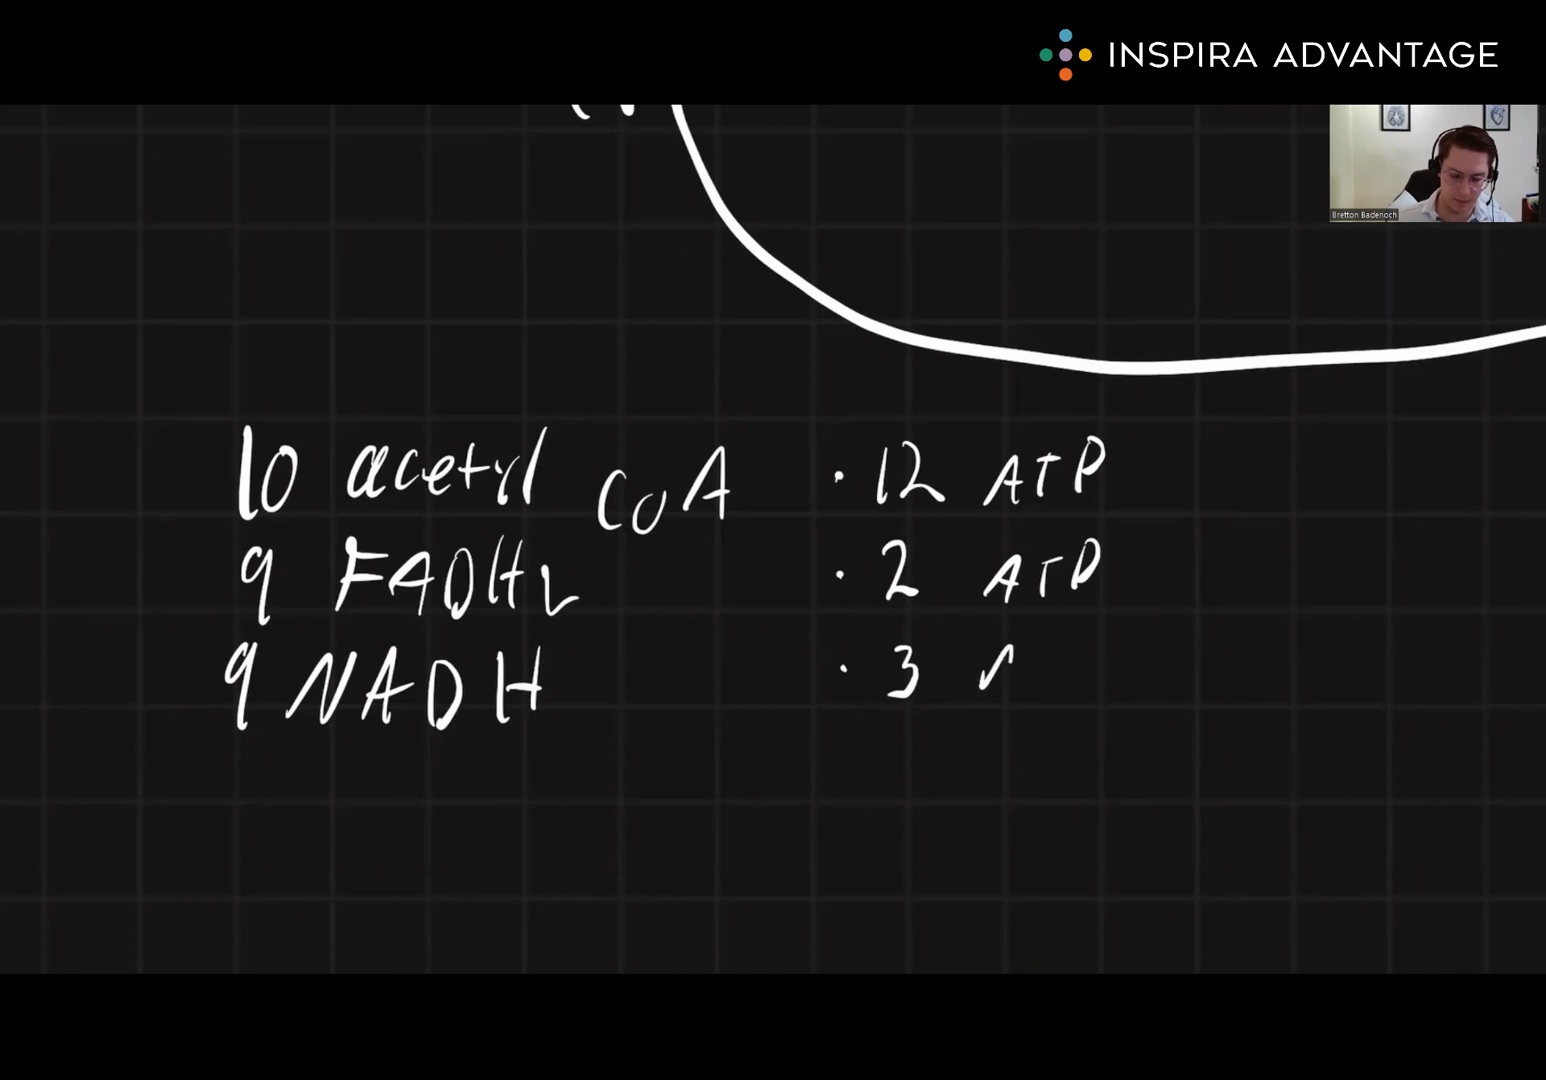 INSPIRA ADVANTAGE
Bretton Badenoch
10 acetyl CoA · 12 ATP
9 FADH2 · 2 ATP
9 NADH · 3